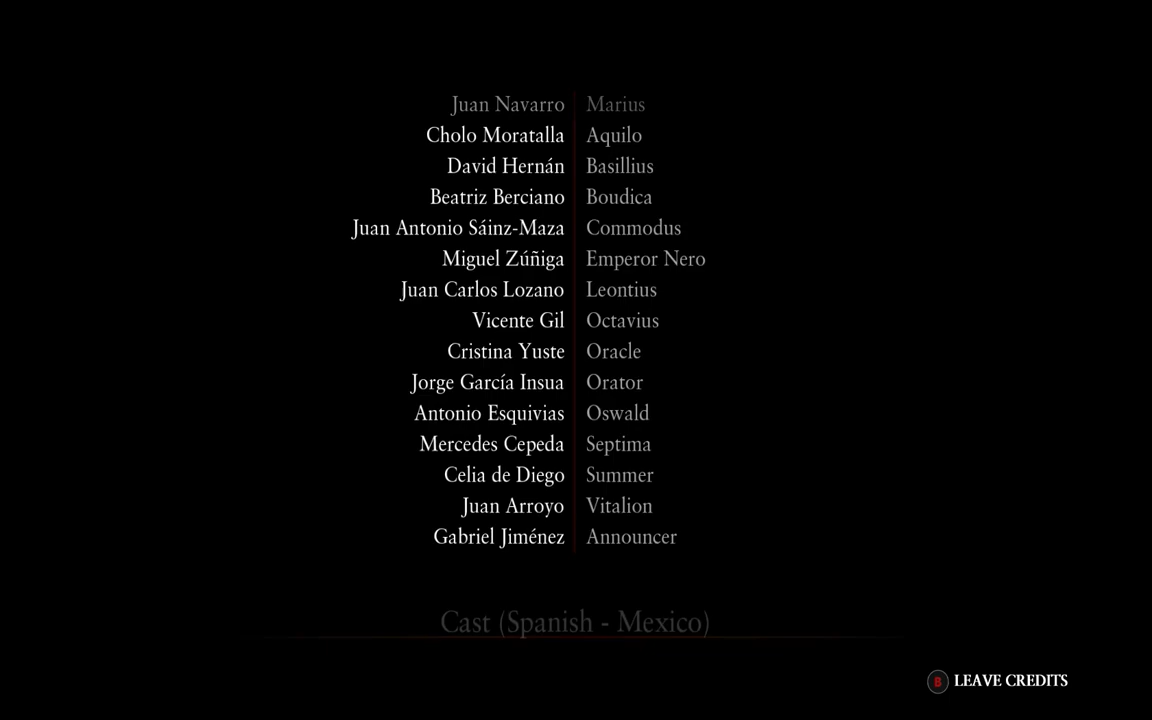 Juan Navarro Marius
Cholo Moratalla Aquilo
David Hernán Basillius
Beatriz Berciano Boudica
Juan Antonio Sáinz-Maza Commodus
Miguel Zúñiga Emperor Nero
Juan Carlos Lozano Leontius
Vicente Gil Octavius
Cristina Yuste Oracle
Jorge García Insua Orator
Antonio Esquivias Oswald
Mercedes Cepeda Septima
Celia de Diego Summer
Juan Arroyo Vitalion
Gabriel Jiménez Announcer
Cast (Spanish - Mexico)
B LEAVE CREDITS